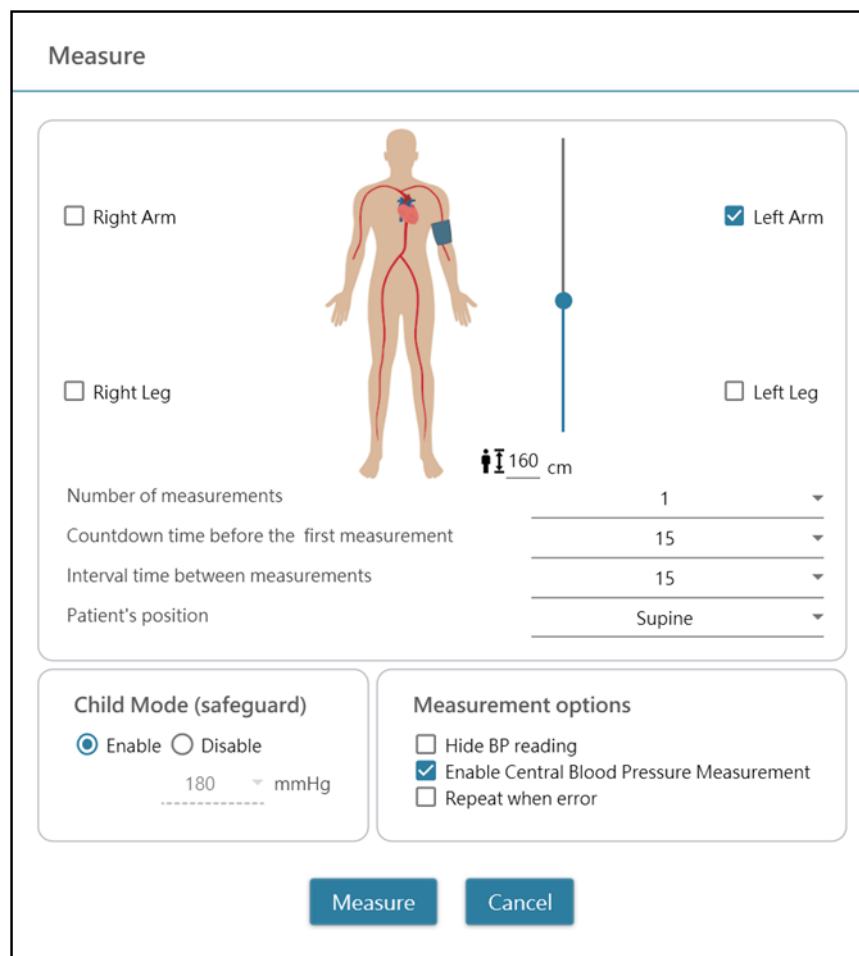 Measure
Right Arm
Left Arm
Right Leg
Left Leg
160 cm
Number of measurements 1
Countdown time before the first measurement 15
Interval time between measurements 15
Patient's position Supine
Child Mode (safeguard)
Enable Disable
180 mmHg
Measurement options
Hide BP reading
Enable Central Blood Pressure Measurement
Repeat when error
Measure Cancel